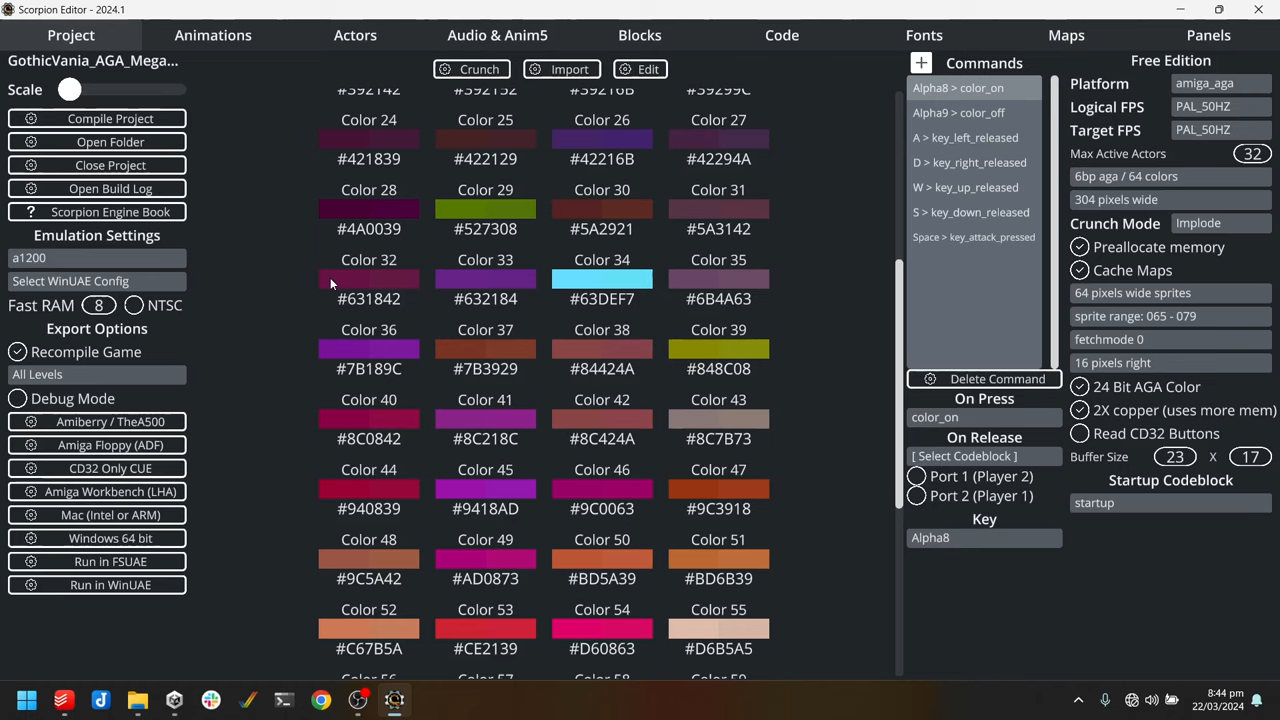 Scorpion Editor - 2024.1
Project
Animations
Actors
Audio & Anim5
Blocks
Code
Fonts
Maps
Panels
GothicVania_AGA_Mega...
Scale
Compile Project
Open Folder
Close Project
Open Build Log
? Scorpion Engine Book
Emulation Settings
a1200
Select WinUAE Config
Fast RAM 8 NTSC
Export Options
Recompile Game
All Levels
Debug Mode
Amiberry / TheA500
Amiga Floppy (ADF)
CD32 Only CUE
Amiga Workbench (LHA)
Mac (Intel or ARM)
Windows 64 bit
Run in FSUAE
Run in WinUAE
Crunch
Import
Edit
#392142 #392152 #39216B #39299C
Color 24 Color 25 Color 26 Color 27
#421839 #422129 #42216B #42294A
Color 28 Color 29 Color 30 Color 31
#4A0039 #527308 #5A2921 #5A3142
Color 32 Color 33 Color 34 Color 35
#631842 #632184 #63DEF7 #6B4A63
Color 36 Color 37 Color 38 Color 39
#7B189C #7B3929 #84424A #848C08
Color 40 Color 41 Color 42 Color 43
#8C0842 #8C218C #8C424A #8C7B73
Color 44 Color 45 Color 46 Color 47
#940839 #9418AD #9C0063 #9C3918
Color 48 Color 49 Color 50 Color 51
#9C5A42 #AD0873 #BD5A39 #BD6B39
Color 52 Color 53 Color 54 Color 55
#C67B5A #CE2139 #D60863 #D6B5A5
Color 56 Color 57 Color 58 Color 59
+ Commands
Alpha8 > color_on
Alpha9 > color_off
A > key_left_released
D > key_right_released
W > key_up_released
S > key_down_released
Space > key_attack_pressed
Delete Command
On Press
color_on
On Release
[ Select Codeblock ]
Port 1 (Player 2)
Port 2 (Player 1)
Key
Alpha8
Free Edition
Platform amiga_aga
Logical FPS PAL_50HZ
Target FPS PAL_50HZ
Max Active Actors 32
6bp aga / 64 colors
304 pixels wide
Crunch Mode Implode
Preallocate memory
Cache Maps
64 pixels wide sprites
sprite range: 065 - 079
fetchmode 0
16 pixels right
24 Bit AGA Color
2X copper (uses more mem)
Read CD32 Buttons
Buffer Size 23 X 17
Startup Codeblock
startup
8:44 pm
22/03/2024